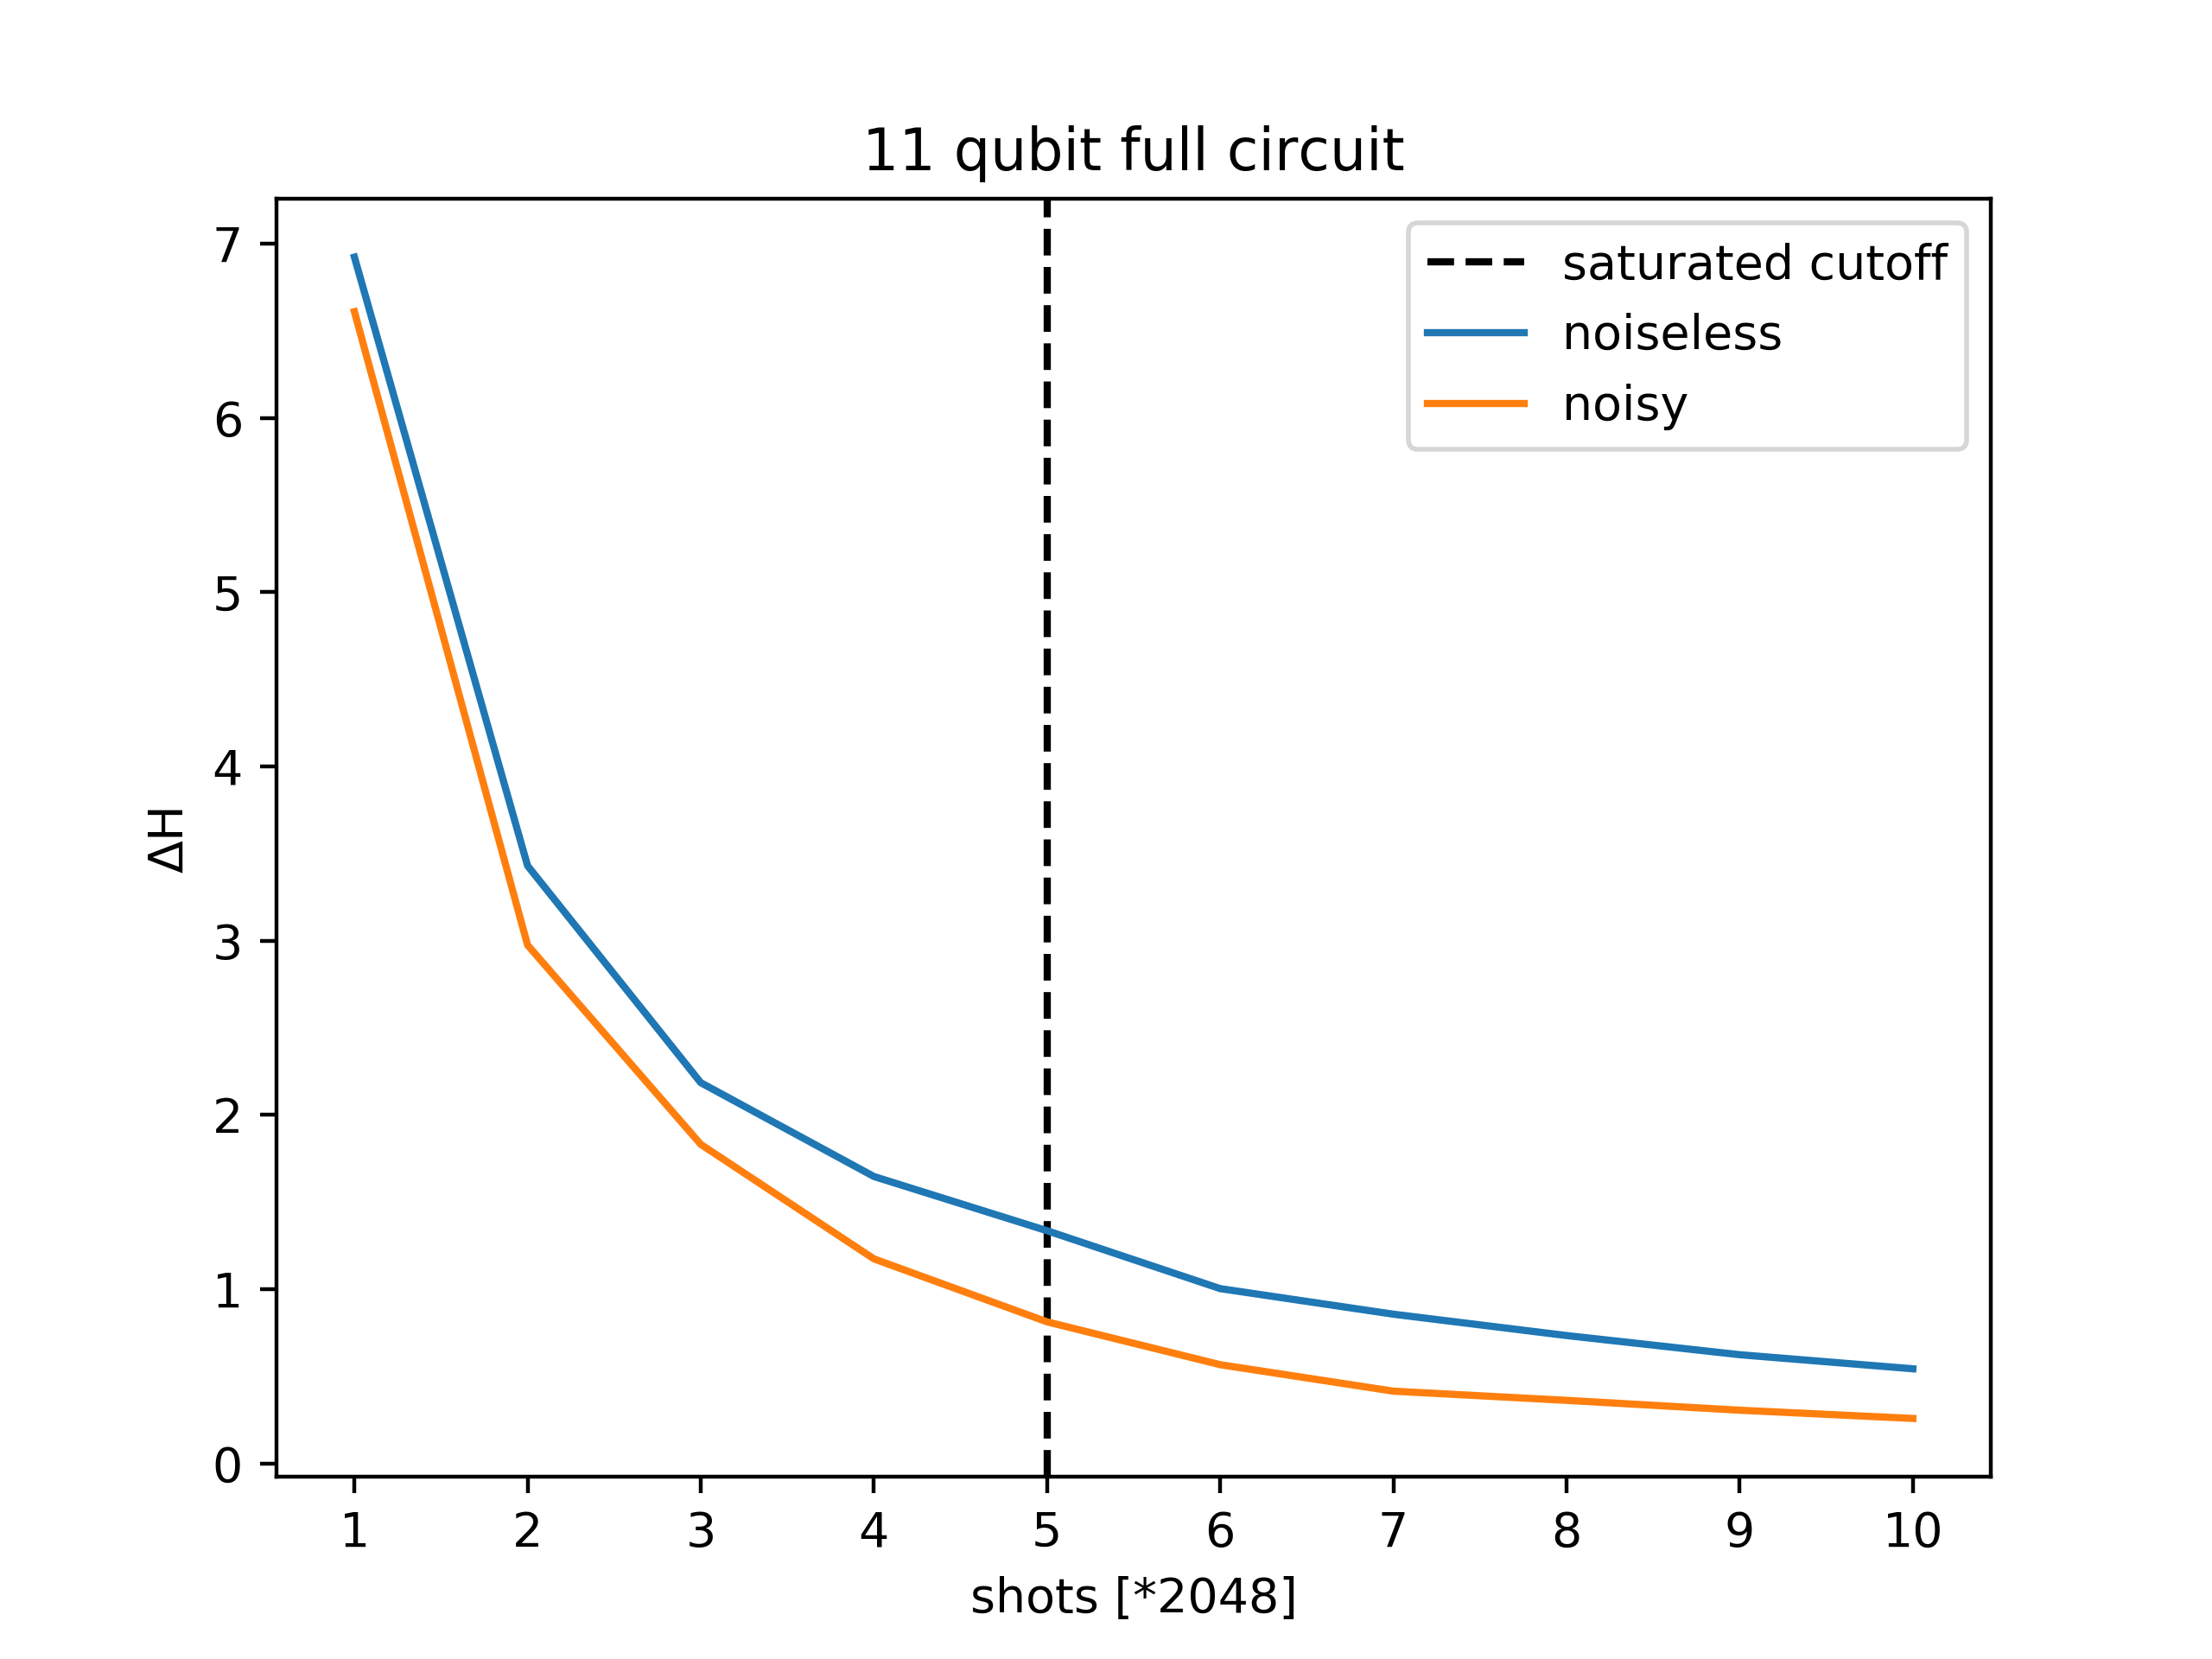 11 qubit full circuit
saturated cutoff
noiseless
noisy
7
6
5
4
3
2
1
0
ΔH
1 2 3 4 5 6 7 8 9 10
shots [*2048]